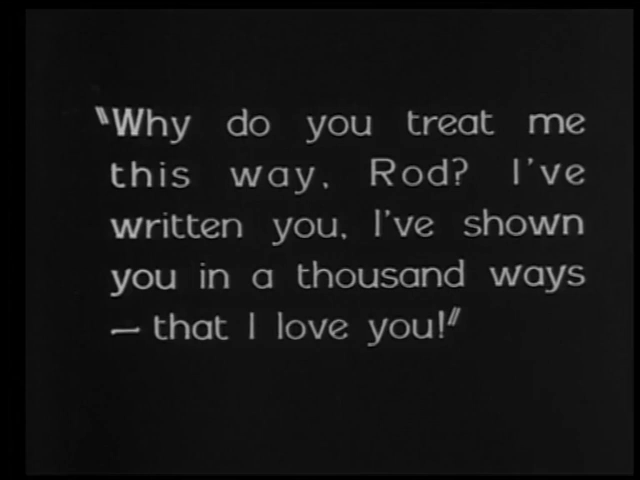 "Why do you treat me
this way, Rod? I've
written you, I've shown
you in a thousand ways
— that I love you!"